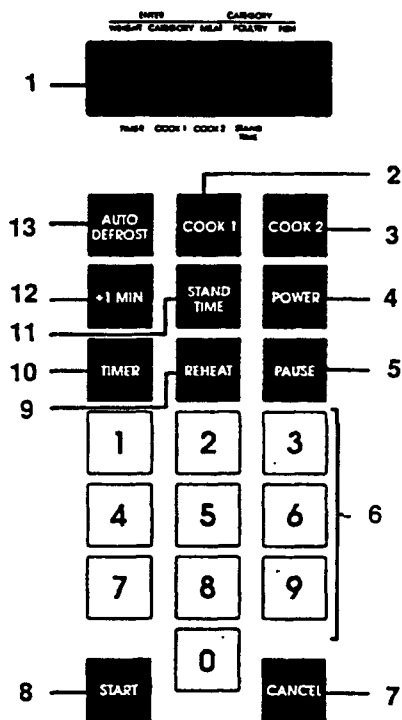 ENTER CATEGORY
WEIGHT CATEGORY MEAT POULTRY FISH
1
TIMER COOK 1 COOK 2 STAND TIME
2
13 AUTO DEFROST COOK 1 COOK 2 3
12 +1 MIN STAND TIME POWER 4
11
10 TIMER REHEAT PAUSE 5
9
1 2 3
4 5 6 6
7 8 9
0
8 START CANCEL 7